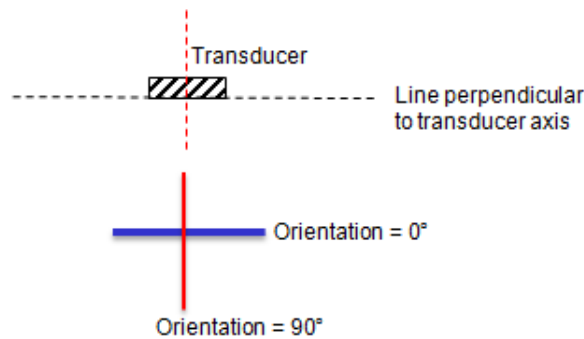 Transducer
Line perpendicular
to transducer axis
Orientation = 0°
Orientation = 90°